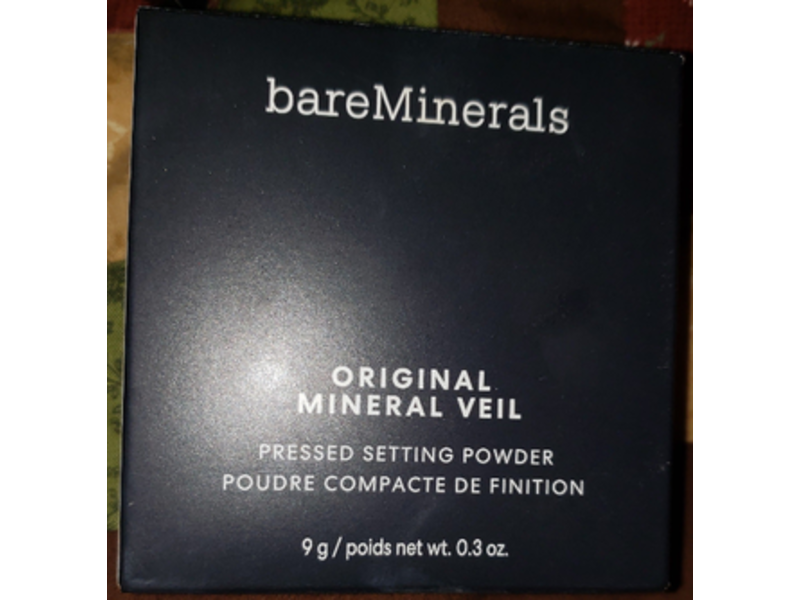 bareMinerals
ORIGINAL
MINERAL VEIL
PRESSED SETTING POWDER
POUDRE COMPACTE DE FINITION
9 g / poids net wt. 0.3 oz.